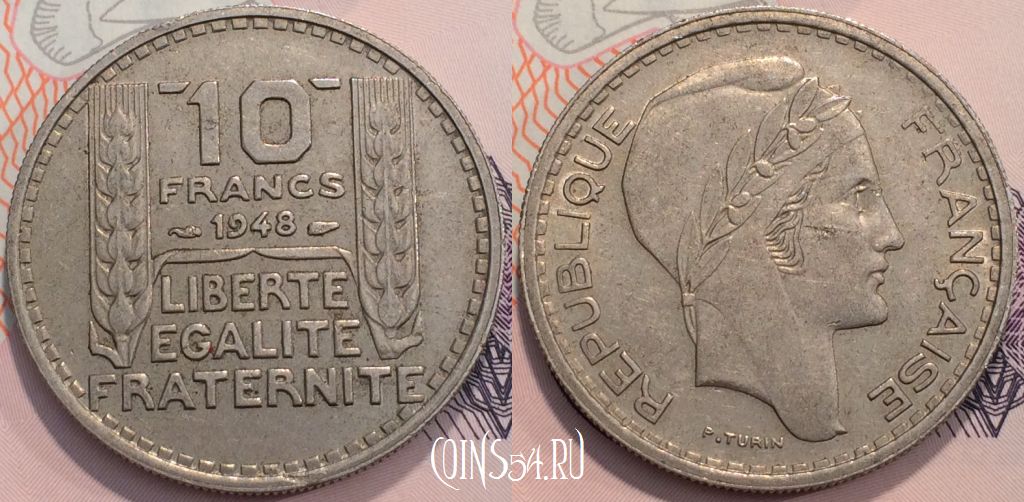 10
FRANCS
1948
LIBERTE
EGALITE
FRATERNITE
REPUBLIQUE FRANÇAISE
P. TURIN
COINS54.RU